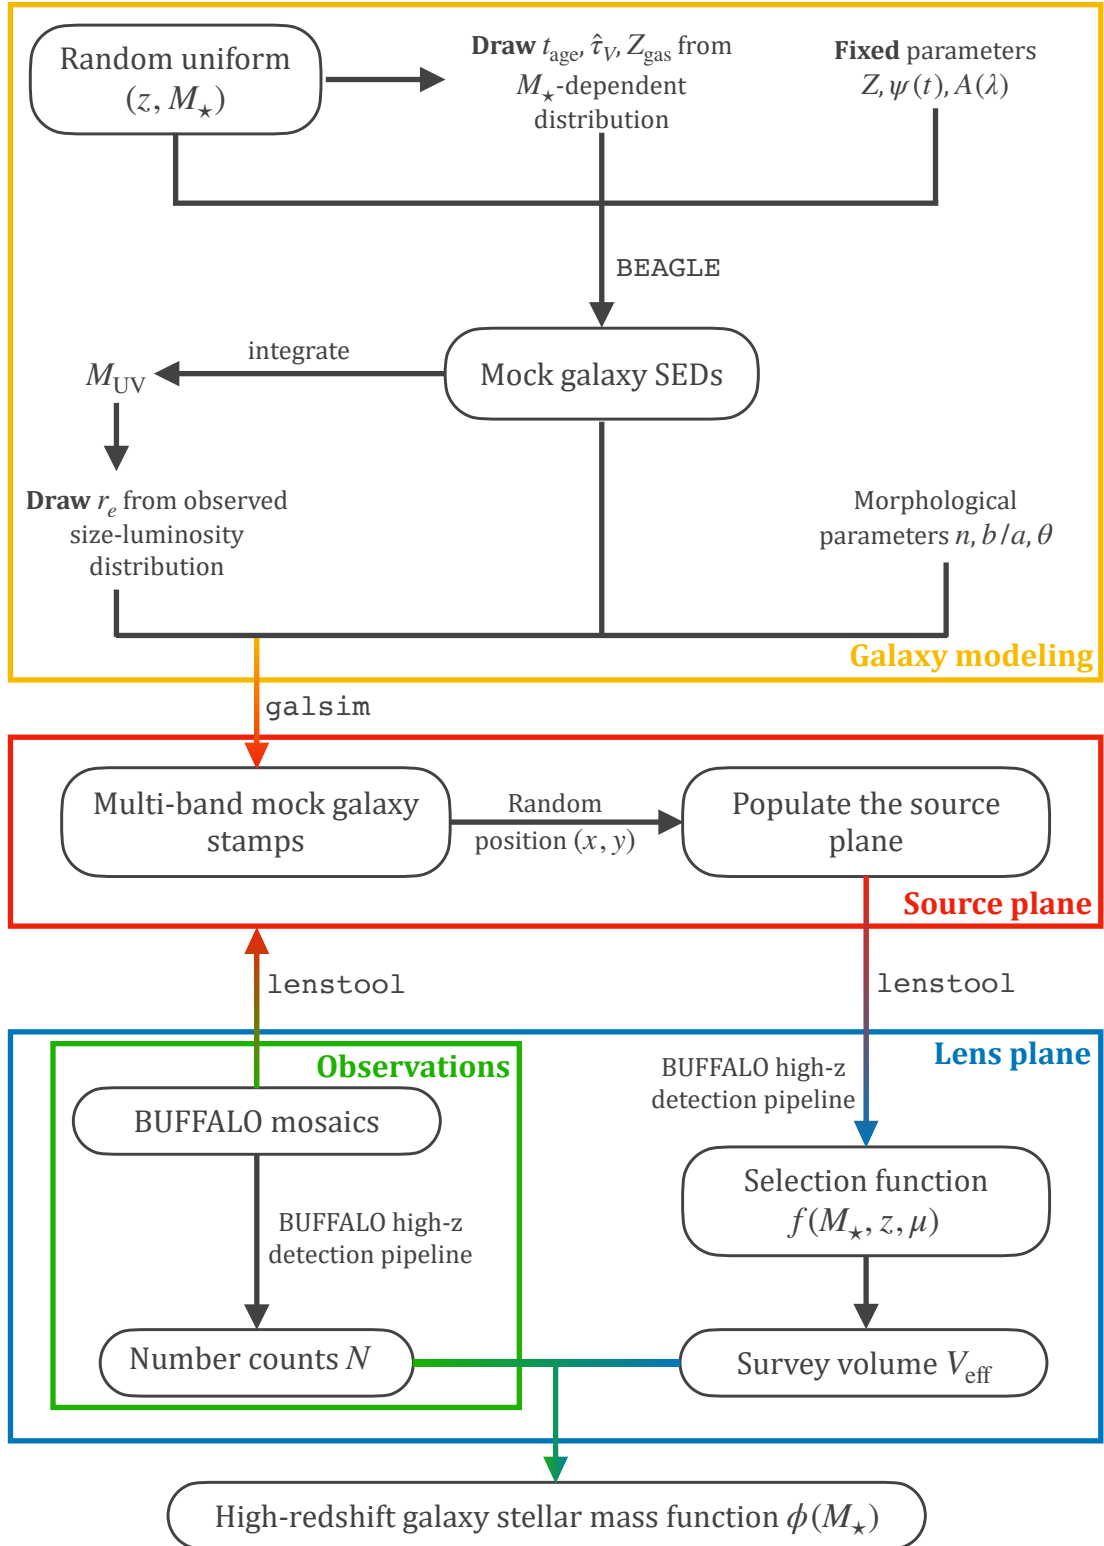 Random uniform
(z, M⋆)
Draw t_age, τ̂_V, Z_gas from
M⋆-dependent
distribution
Fixed parameters
Z, ψ(t), A(λ)
BEAGLE
integrate
M_UV
Mock galaxy SEDs
Draw r_e from observed
size-luminosity
distribution
Morphological
parameters n, b/a, θ
Galaxy modeling
galsim
Multi-band mock galaxy
stamps
Random
position (x, y)
Populate the source
plane
Source plane
lenstool
lenstool
Observations
Lens plane
BUFFALO mosaics
BUFFALO high-z
detection pipeline
BUFFALO high-z
detection pipeline
Selection function
f(M⋆, z, μ)
Number counts N
Survey volume V_eff
High-redshift galaxy stellar mass function ϕ(M⋆)